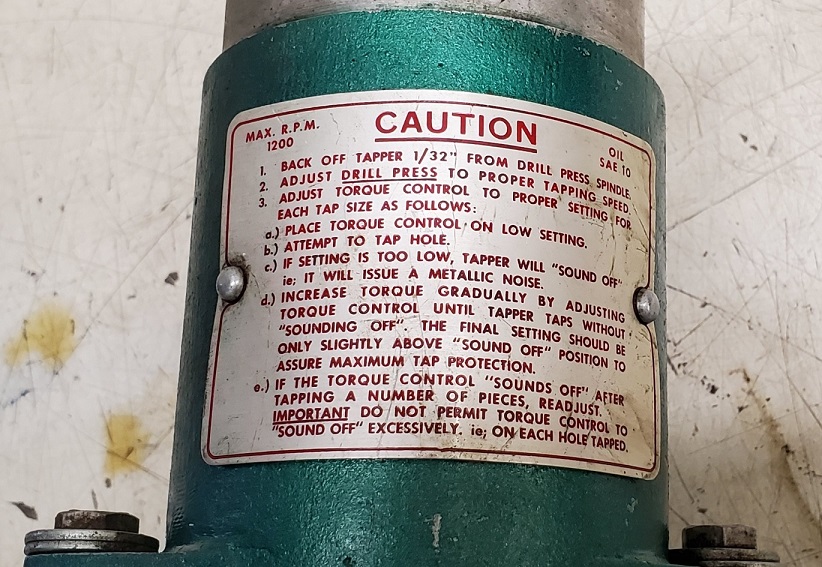 MAX. R.P.M.
1200
CAUTION
OIL
SAE 10
1. BACK OFF TAPPER 1/32" FROM DRILL PRESS SPINDLE.
2. ADJUST DRILL PRESS TO PROPER TAPPING SPEED.
3. ADJUST TORQUE CONTROL TO PROPER SETTING FOR
EACH TAP SIZE AS FOLLOWS:
a.) PLACE TORQUE CONTROL ON LOW SETTING.
b.) ATTEMPT TO TAP HOLE.
c.) IF SETTING IS TOO LOW, TAPPER WILL "SOUND OFF"
ie; IT WILL ISSUE A METALLIC NOISE.
d.) INCREASE TORQUE GRADUALLY BY ADJUSTING
TORQUE CONTROL UNTIL TAPPER TAPS WITHOUT
"SOUNDING OFF". THE FINAL SETTING SHOULD BE
ONLY SLIGHTLY ABOVE "SOUND OFF" POSITION TO
ASSURE MAXIMUM TAP PROTECTION.
e.) IF THE TORQUE CONTROL "SOUNDS OFF" AFTER
TAPPING A NUMBER OF PIECES, READJUST.
IMPORTANT DO NOT PERMIT TORQUE CONTROL TO
"SOUND OFF" EXCESSIVELY. ie; ON EACH HOLE TAPPED.